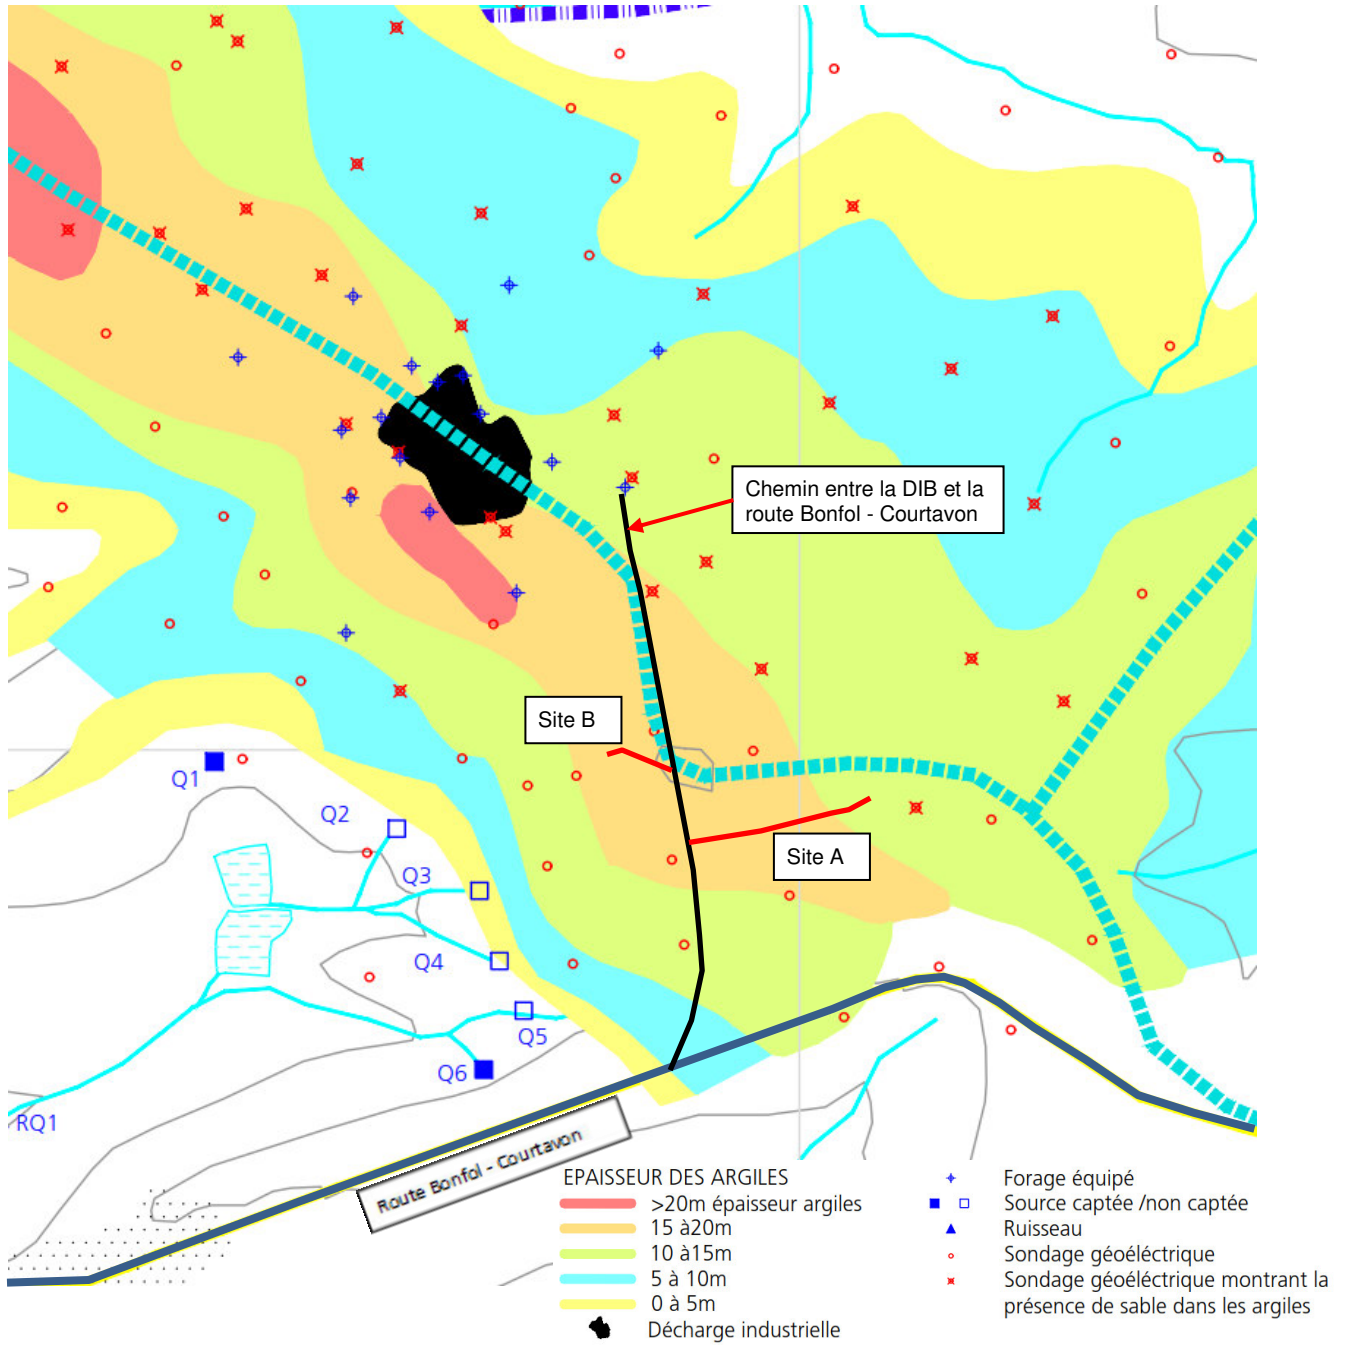 Chemin entre la DIB et la
route Bonfol - Courtavon
Site B
Site A
Q1
Q2
Q3
Q4
Q5
Q6
RQ1
Route Bonfol - Courtavon
EPAISSEUR DES ARGILES
>20m épaisseur argiles
15 à20m
10 à15m
5 à 10m
0 à 5m
Décharge industrielle
Forage équipé
Source captée /non captée
Ruisseau
Sondage géoéléctrique
Sondage géoéléctrique montrant la
présence de sable dans les argiles